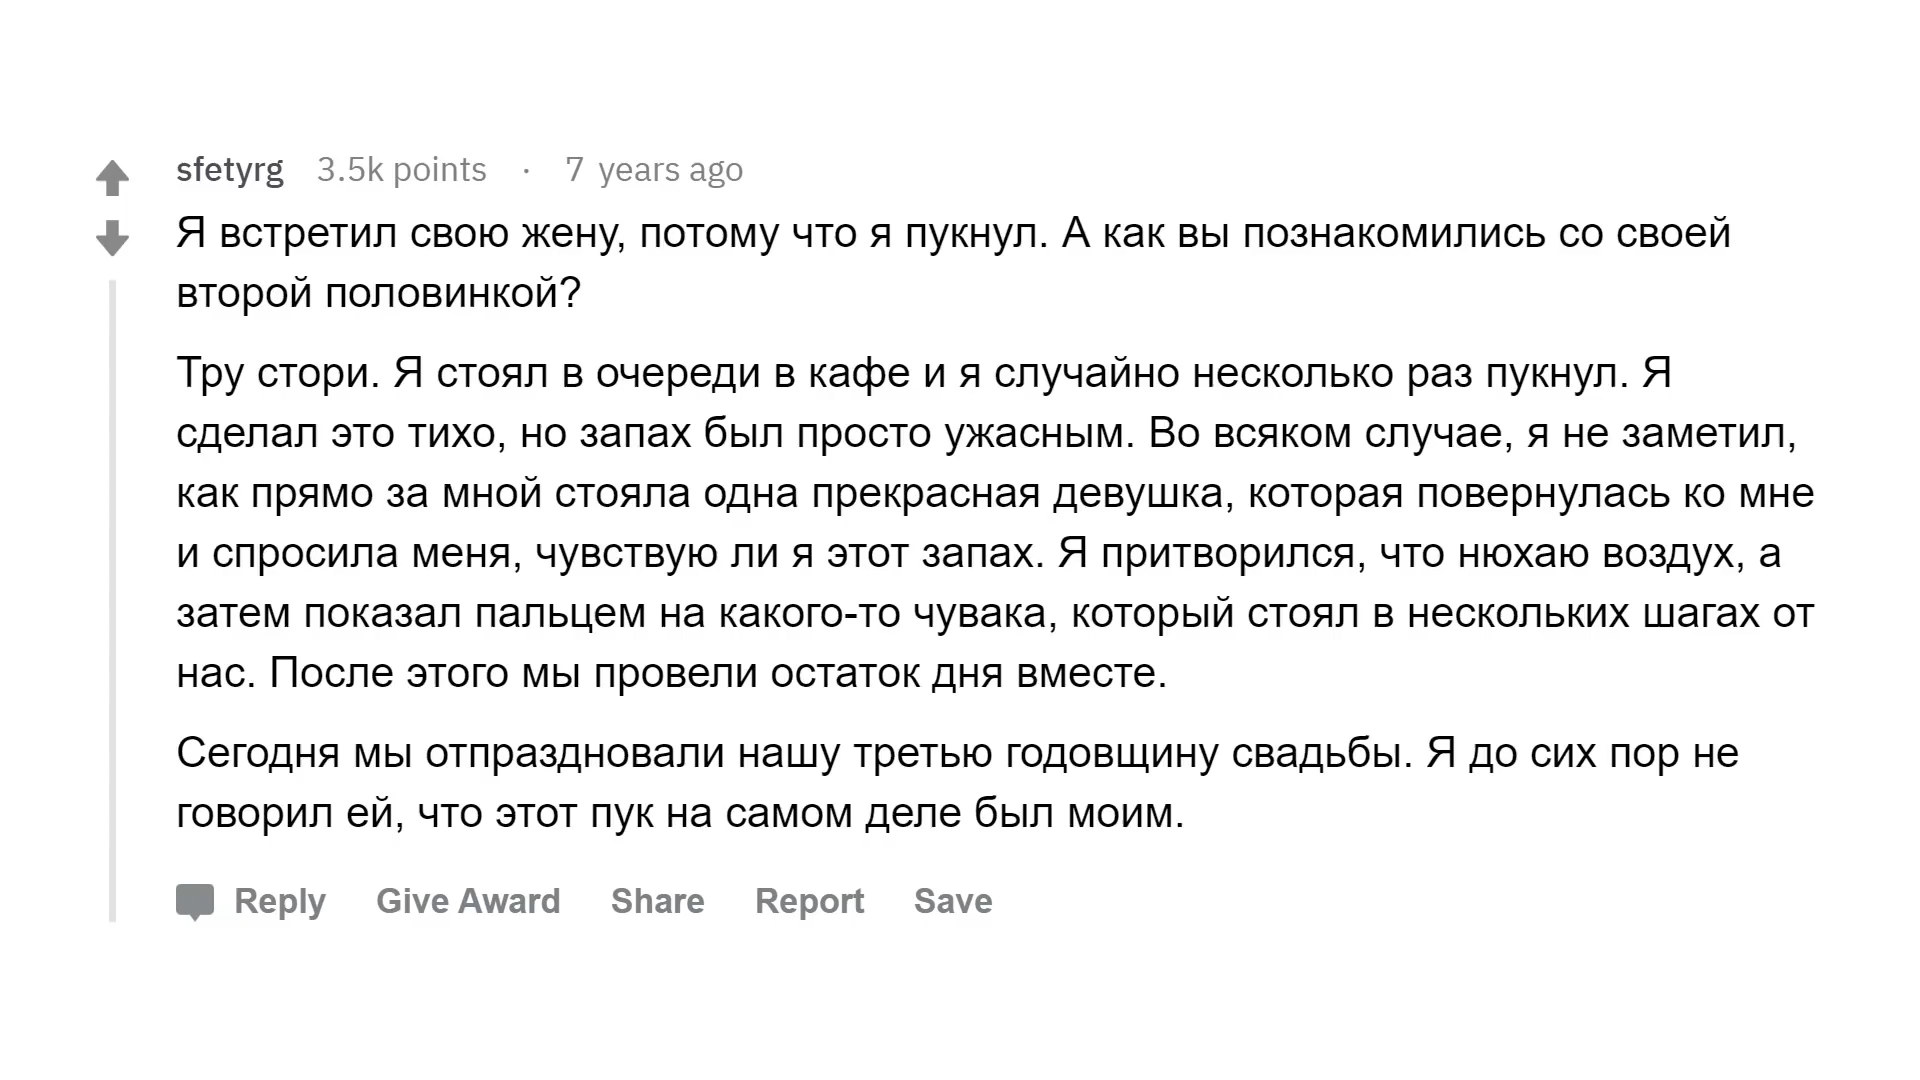 sfetyrg 3.5k points · 7 years ago
Я встретил свою жену, потому что я пукнул. А как вы познакомились со своей
второй половинкой?
Тру стори. Я стоял в очереди в кафе и я случайно несколько раз пукнул. Я
сделал это тихо, но запах был просто ужасным. Во всяком случае, я не заметил,
как прямо за мной стояла одна прекрасная девушка, которая повернулась ко мне
и спросила меня, чувствую ли я этот запах. Я притворился, что нюхаю воздух, а
затем показал пальцем на какого-то чувака, который стоял в нескольких шагах от
нас. После этого мы провели остаток дня вместе.
Сегодня мы отпраздновали нашу третью годовщину свадьбы. Я до сих пор не
говорил ей, что этот пук на самом деле был моим.
Reply Give Award Share Report Save